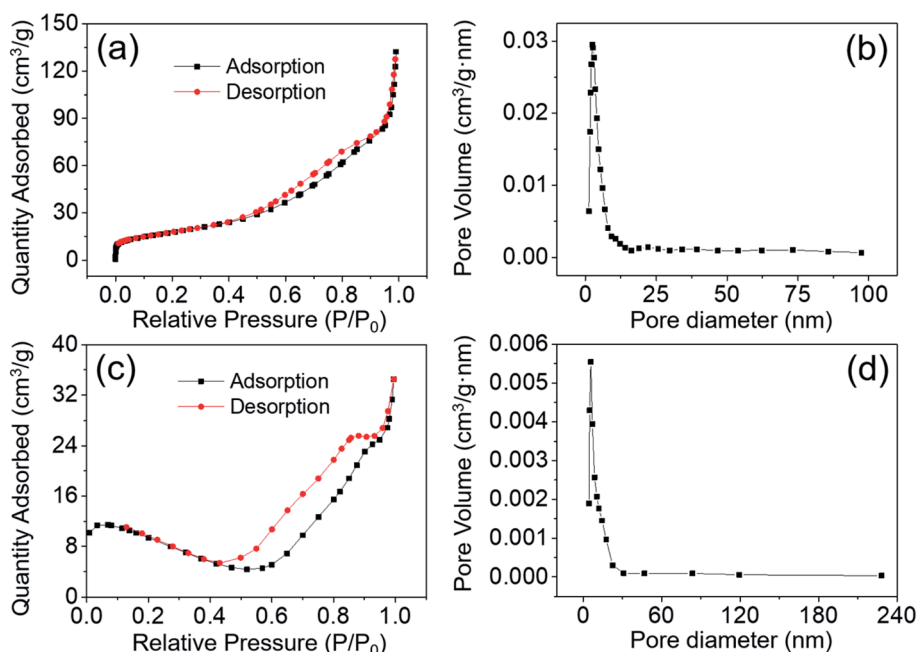 (a)
Quantity Adsorbed (cm³/g)
150
120
90
60
30
0
Adsorption
Desorption
0.0 0.2 0.4 0.6 0.8 1.0
Relative Pressure (P/P₀)
(b)
Pore Volume (cm³/g·nm)
0.03
0.02
0.01
0.00
0 25 50 75 100
Pore diameter (nm)
(c)
Quantity Adsorbed (cm³/g)
40
32
24
16
8
0
Adsorption
Desorption
0.0 0.2 0.4 0.6 0.8 1.0
Relative Pressure (P/P₀)
(d)
Pore Volume (cm³/g·nm)
0.006
0.005
0.004
0.003
0.002
0.001
0.000
0 60 120 180 240
Pore diameter (nm)